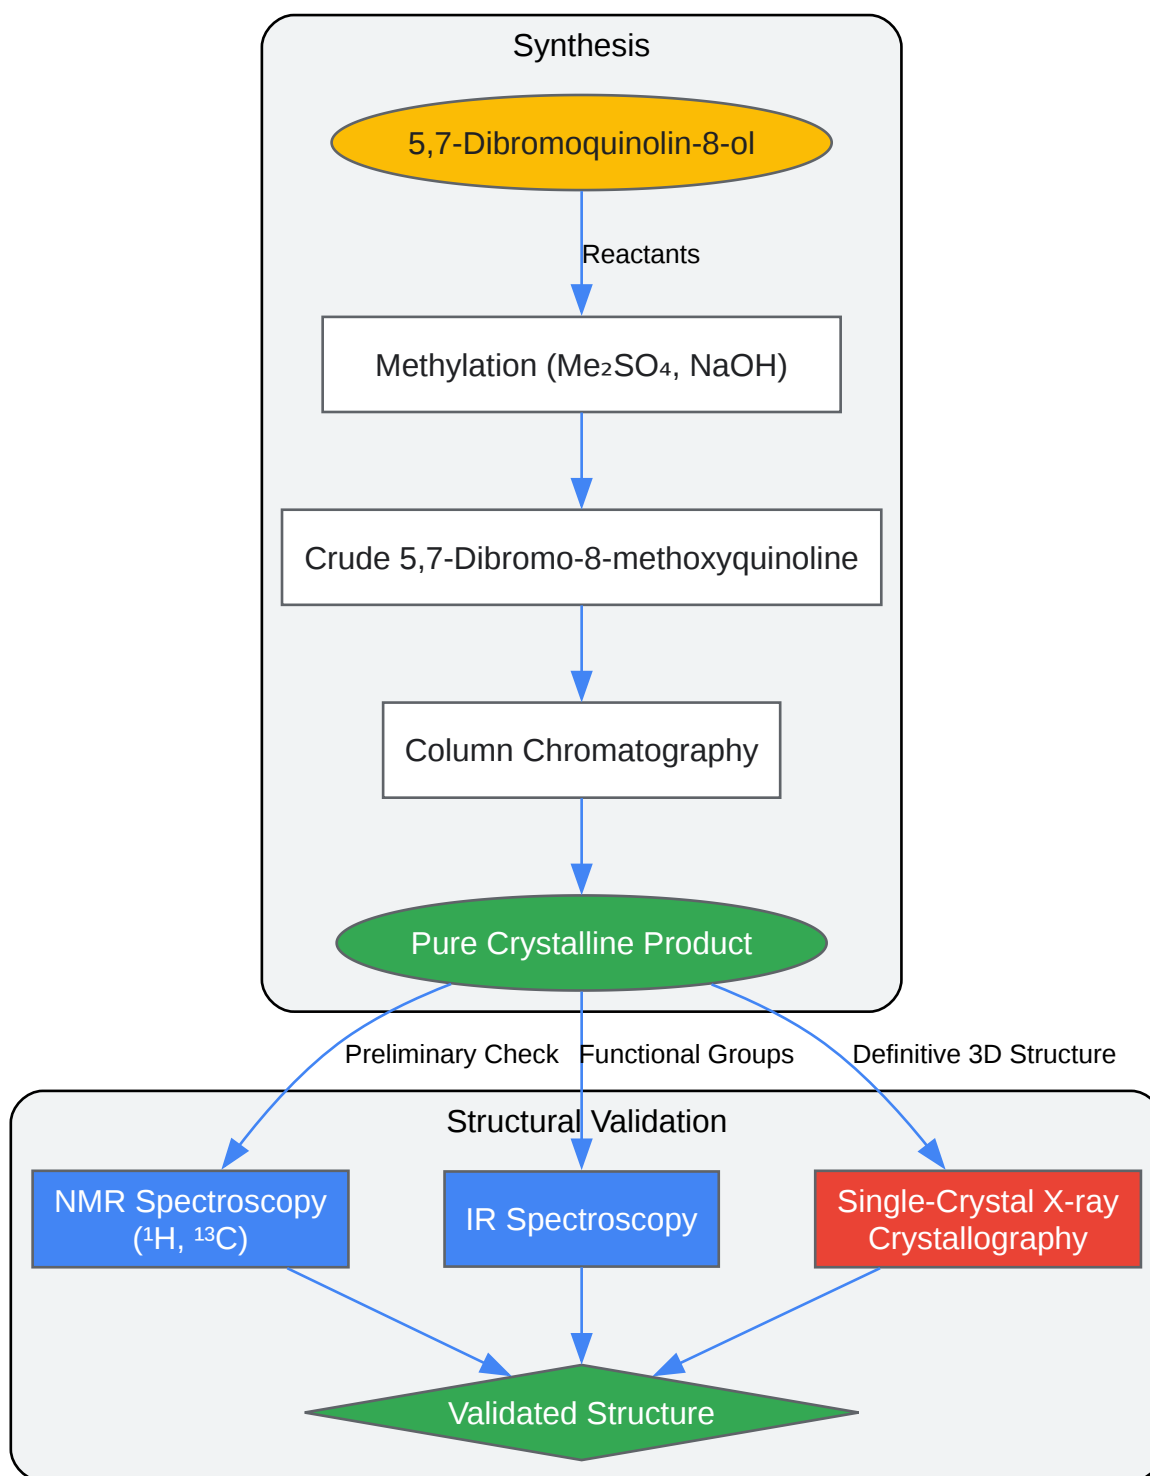 Synthesis
5,7-Dibromoquinolin-8-ol
Reactants
Methylation (Me₂SO₄, NaOH)
Crude 5,7-Dibromo-8-methoxyquinoline
Column Chromatography
Pure Crystalline Product
Preliminary Check
Functional Groups
Definitive 3D Structure
Structural Validation
NMR Spectroscopy
(¹H, ¹³C)
IR Spectroscopy
Single-Crystal X-ray
Crystallography
Validated Structure